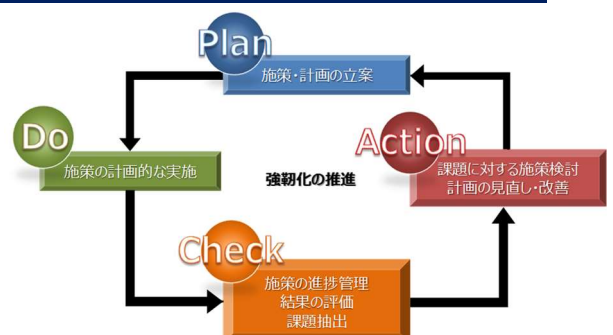 Plan
施策・計画の立案
Do
施策の計画的な実施
強靭化の推進
Action
課題に対する施策検討
計画の見直し・改善
Check
施策の進捗管理
結果の評価
課題抽出